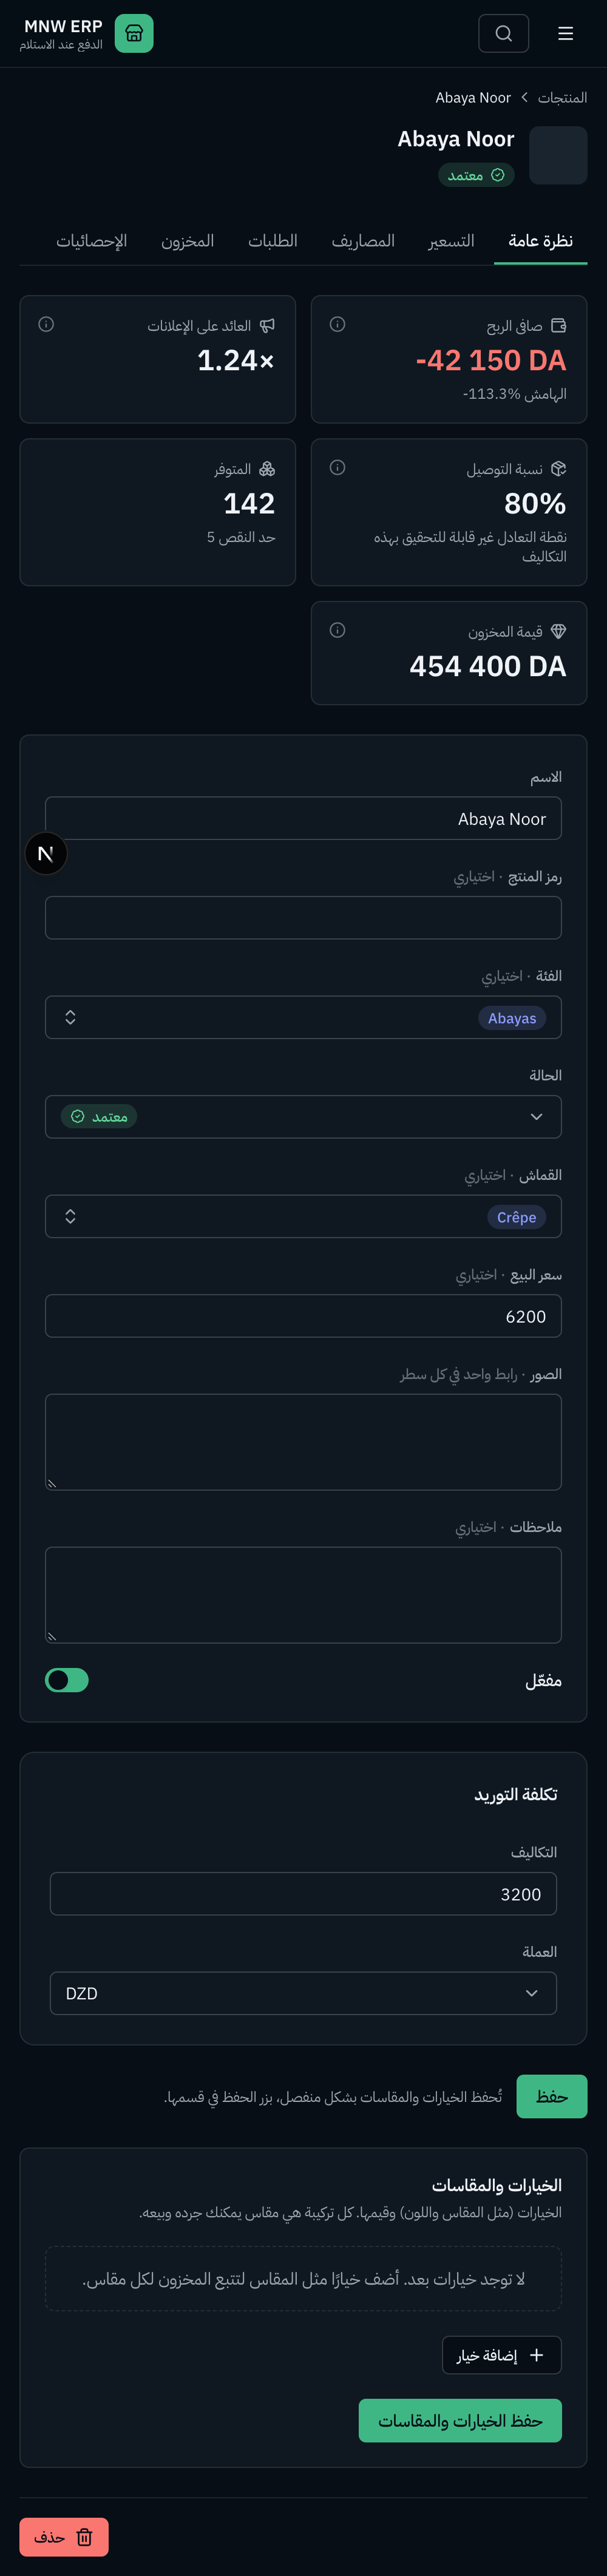 MNW ERP
الدفع عند الاستلام
المنتجات
Abaya Noor
Abaya Noor
معتمد
نظرة عامة
التسعير
المصاريف
الطلبات
المخزون
الإحصائيات
صافي الربح
-42 150 DA
الهامش %113.3-
العائد على الإعلانات
1.24×
نسبة التوصيل
80%
نقطة التعادل غير قابلة للتحقيق بهذه
التكاليف
المتوفر
142
حد النقص 5
قيمة المخزون
454 400 DA
الاسم
Abaya Noor
رمز المنتج · اختياري
الفئة · اختياري
Abayas
الحالة
معتمد
القماش · اختياري
Crêpe
سعر البيع · اختياري
6200
الصور · رابط واحد في كل سطر
ملاحظات · اختياري
مفعّل
تكلفة التوريد
التكاليف
3200
العملة
DZD
حفظ
تُحفظ الخيارات والمقاسات بشكل منفصل، بزر الحفظ في قسمها.
الخيارات والمقاسات
الخيارات (مثل المقاس واللون) وقيمها. كل تركيبة هي مقاس يمكنك جرده وبيعه.
لا توجد خيارات بعد. أضف خيارًا مثل المقاس لتتبع المخزون لكل مقاس.
إضافة خيار
حفظ الخيارات والمقاسات
حذف
N